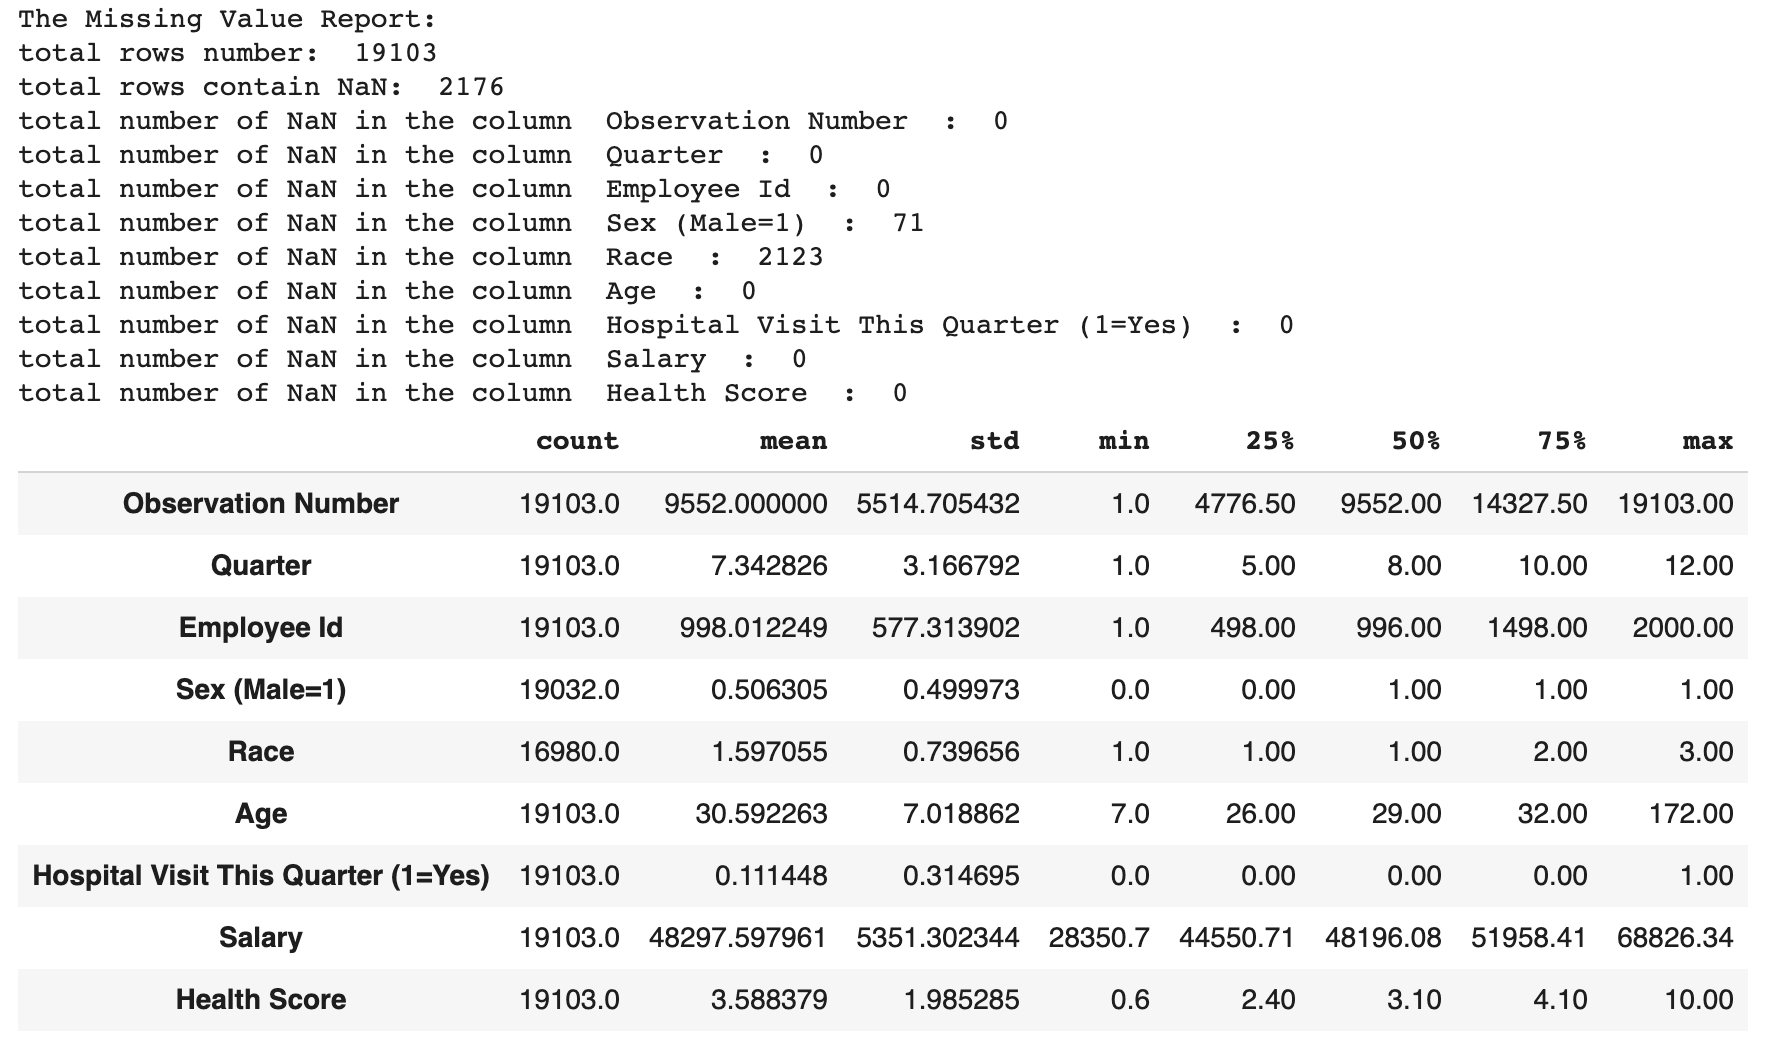 The Missing Value Report:
total rows number: 19103
total rows contain NaN: 2176
total number of NaN in the column Observation Number : 0
total number of NaN in the column Quarter : 0
total number of NaN in the column Employee Id : 0
total number of NaN in the column Sex (Male=1) : 71
total number of NaN in the column Race : 2123
total number of NaN in the column Age : 0
total number of NaN in the column Hospital Visit This Quarter (1=Yes) : 0
total number of NaN in the column Salary : 0
total number of NaN in the column Health Score : 0
count mean std min 25% 50% 75% max
Observation Number 19103.0 9552.000000 5514.705432 1.0 4776.50 9552.00 14327.50 19103.00
Quarter 19103.0 7.342826 3.166792 1.0 5.00 8.00 10.00 12.00
Employee Id 19103.0 998.012249 577.313902 1.0 498.00 996.00 1498.00 2000.00
Sex (Male=1) 19032.0 0.506305 0.499973 0.0 0.00 1.00 1.00 1.00
Race 16980.0 1.597055 0.739656 1.0 1.00 1.00 2.00 3.00
Age 19103.0 30.592263 7.018862 7.0 26.00 29.00 32.00 172.00
Hospital Visit This Quarter (1=Yes) 19103.0 0.111448 0.314695 0.0 0.00 0.00 0.00 1.00
Salary 19103.0 48297.597961 5351.302344 28350.7 44550.71 48196.08 51958.41 68826.34
Health Score 19103.0 3.588379 1.985285 0.6 2.40 3.10 4.10 10.00